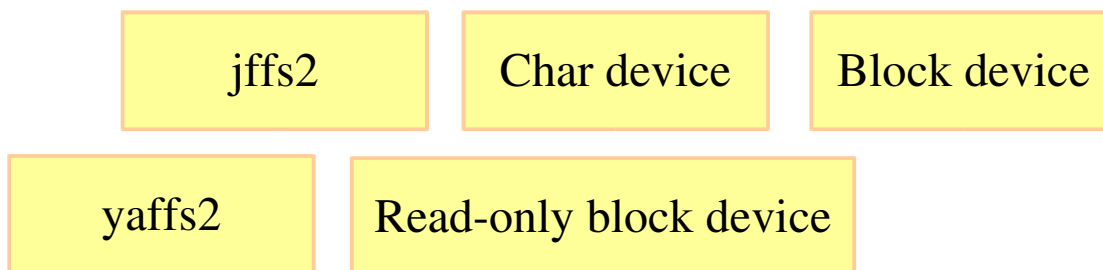 jffs2
Char device
Block device
yaffs2
Read-only block device